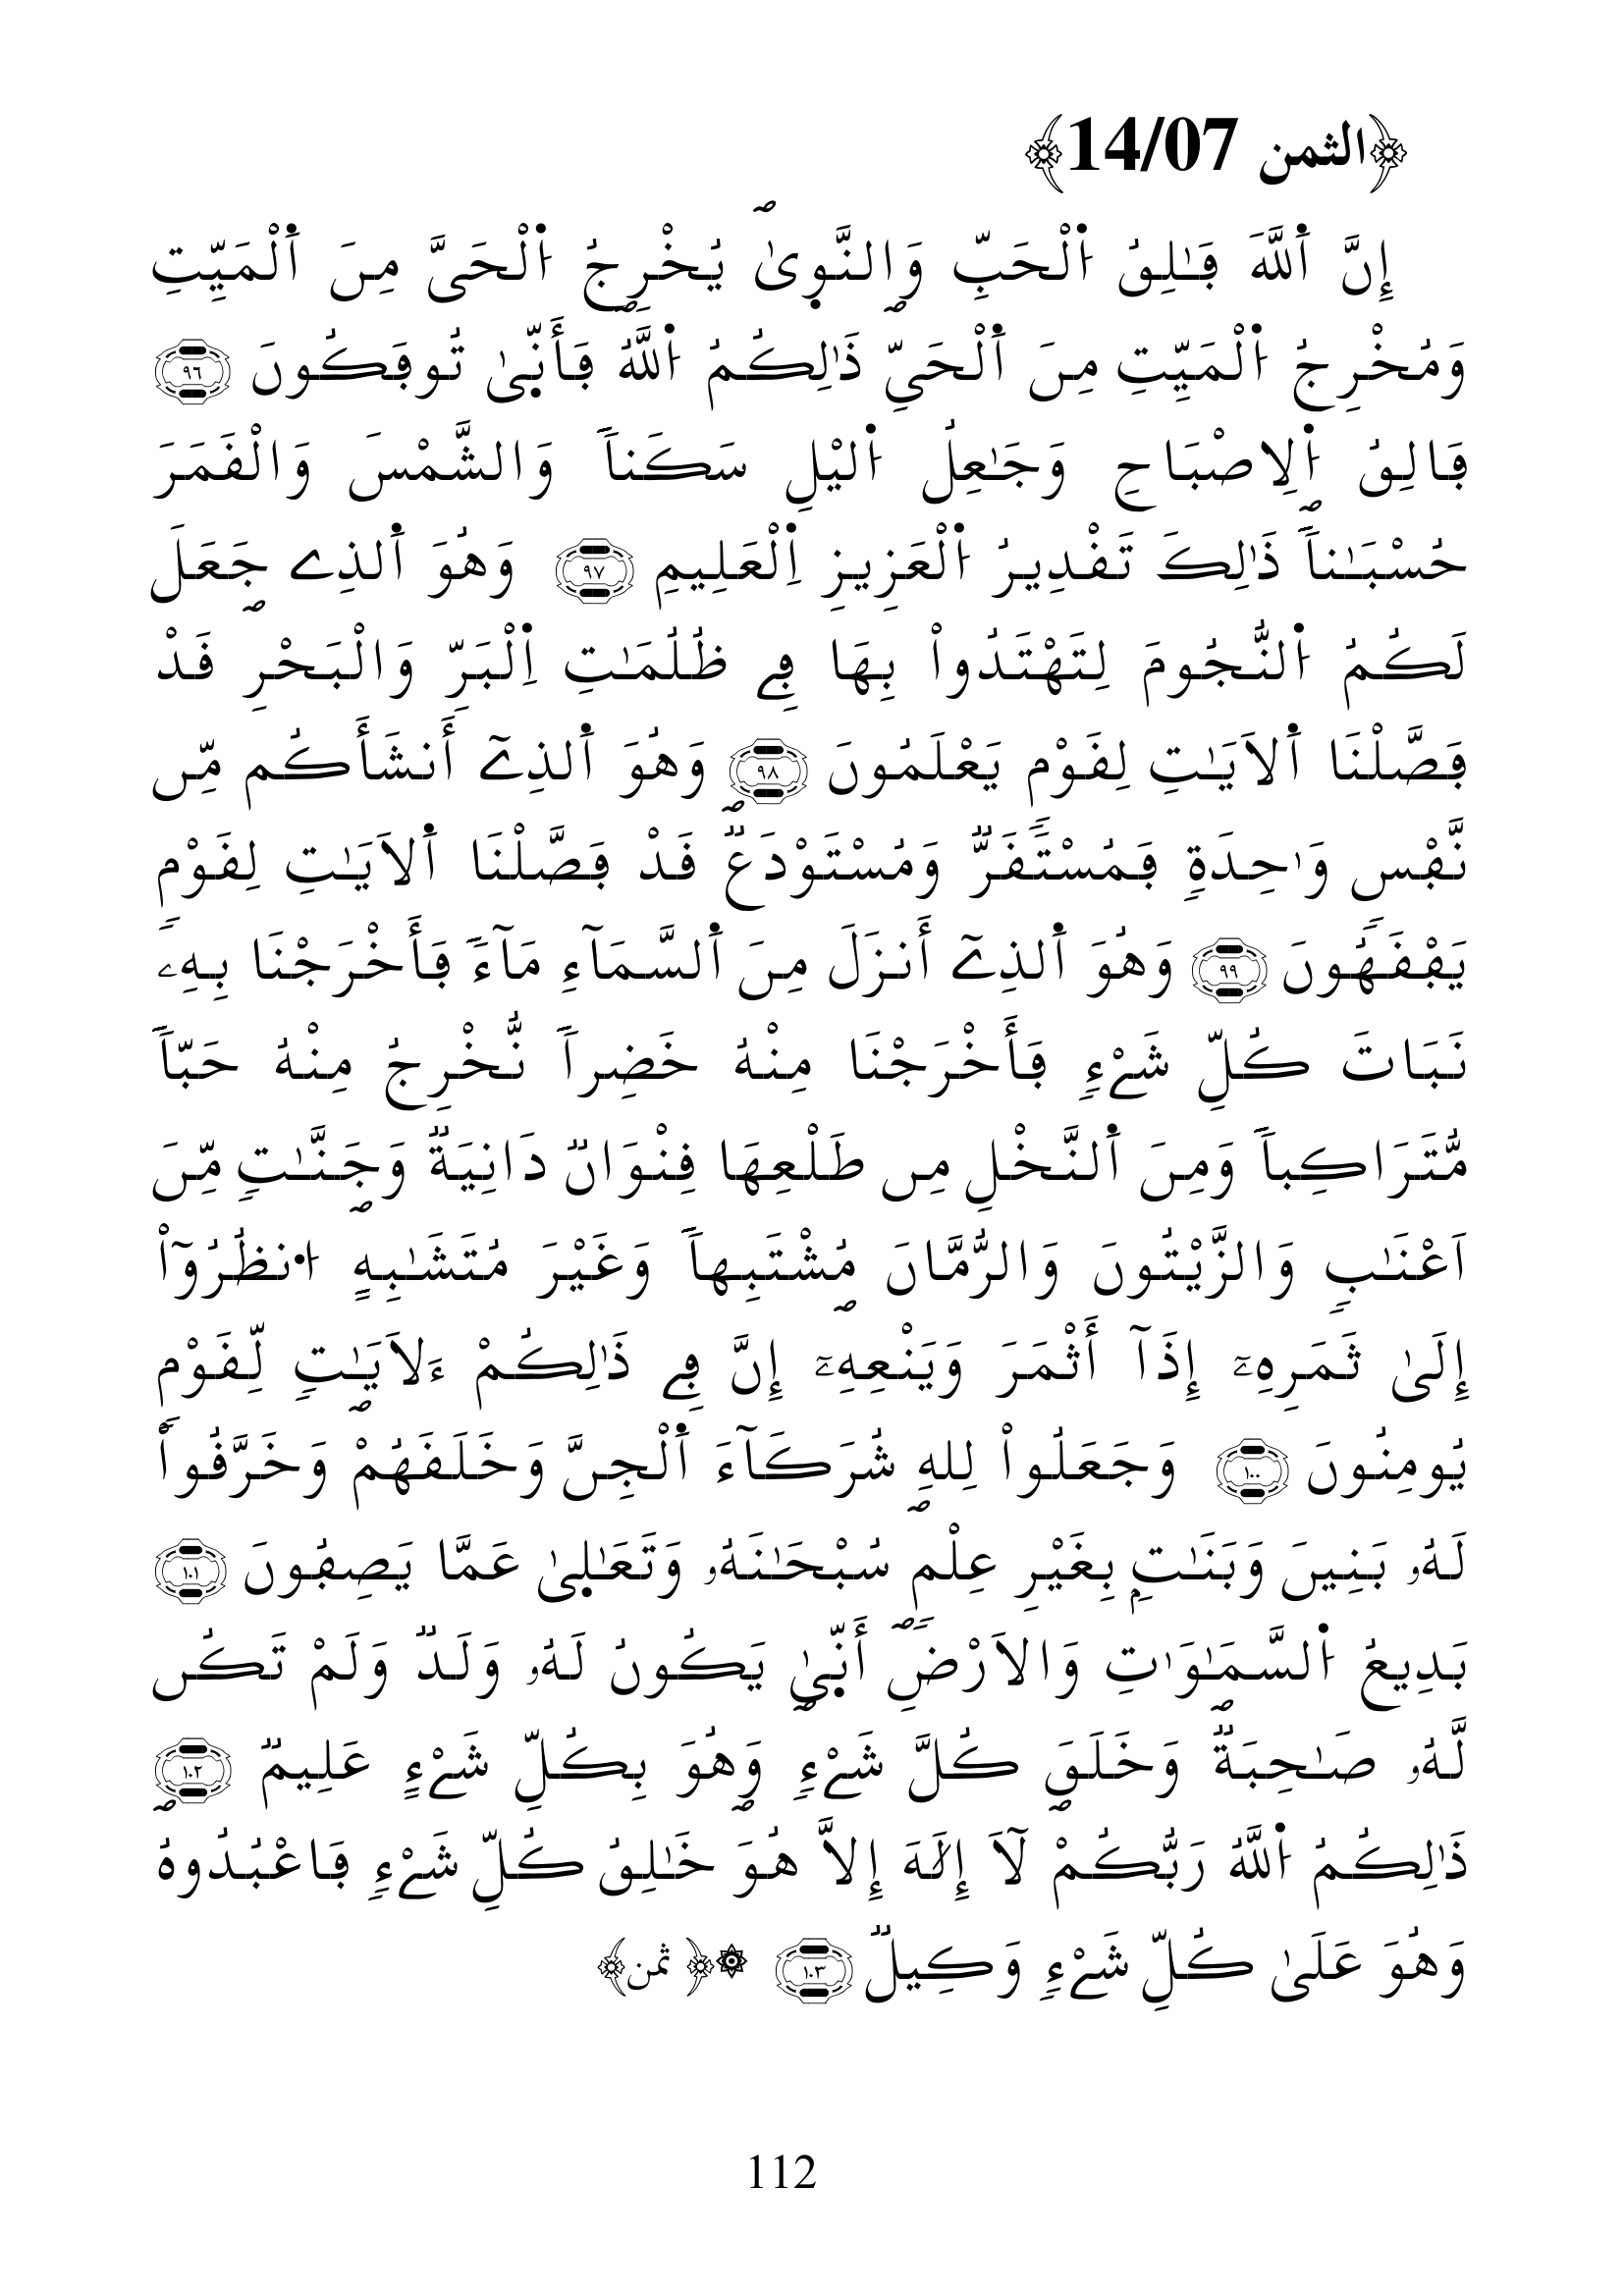 ﴿الثمن 14/07﴾
إِنَّ اَ۬للَّهَ فَٰلِقُ اُ۬لْحَبِّ وَالنَّو۪يٰۖ يُخْرِجُ اُ۬لْحَيَّ مِنَ اَ۬لْمَيِّتِ
وَمُخْرِجُ اُ۬لْمَيِّتِ مِنَ اَ۬لْحَيِّۖ ذَٰلِكُمُ اُ۬للَّهُ فَأَنّ۪يٰ تُوفَكُونَ ٩٦
فَالِقُ اُ۬لِاصْبَاحِ وَجَٰعِلُ اُ۬ليْلِ سَكَناٗ وَالشَّمْسَ وَالْقَمَرَ
حُسْبَٰناٗۖ ذَٰلِكَ تَقْدِيرُ اُ۬لْعَزِيزِ اِ۬لْعَلِيمِ ٩٧ وَهُوَ اَ۬لذِے جَعَلَ
لَكُمُ اُ۬لنُّجُومَ لِتَهْتَدُواْ بِهَا فِے ظُلُمَٰتِ اِ۬لْبَرِّ وَالْبَحْرِۖ قَدْ
فَصَّلْنَا اَ۬لَايَٰتِ لِقَوْمٖ يَعْلَمُونَ ٩٨ وَهُوَ اَ۬لذِےٓ أَنشَأَكُم مِّن
نَّفْسٖ وَٰحِدَةٖ فَمُسْتَقَرّٞ وَمُسْتَوْدَعٞۖ قَدْ فَصَّلْنَا اَ۬لَايَٰتِ لِقَوْمٖ
يَفْقَهُونَ ٩٩ وَهُوَ اَ۬لذِےٓ أَنزَلَ مِنَ اَ۬لسَّمَآءِ مَآءٗ فَأَخْرَجْنَا بِهِۦ
نَبَاتَ كُلِّ شَےْءٖ فَأَخْرَجْنَا مِنْهُ خَضِراٗ نُّخْرِجُ مِنْهُ حَبّاٗ
مُّتَرَاكِباٗ وَمِنَ اَ۬لنَّخْلِ مِن طَلْعِهَا قِنْوَانٞ دَانِيَةٞ وَجَنَّٰتٖ مِّنَ
اَعْنَٰبٖ وَالزَّيْتُونَ وَالرُّمَّانَ مُشْتَبِهاٗ وَغَيْرَ مُتَشَٰبِهٍۖ اُ۟نظُرُوٓاْ
إِلَىٰ ثَمَرِهِۦٓ إِذَآ أَثْمَرَ وَيَنْعِهِۦٓۖ إِنَّ فِے ذَٰلِكُمْ ءَلَايَٰتٖ لِّقَوْمٖ
يُومِنُونَ ١٠٠ وَجَعَلُواْ لِلهِ شُرَكَآءَ اَ۬لْجِنَّ وَخَلَقَهُمْۖ وَخَرَّقُواْ
لَهُۥ بَنِينَ وَبَنَٰتِۢ بِغَيْرِ عِلْمٖۖ سُبْحَٰنَهُۥ وَتَعَٰل۪يٰ عَمَّا يَصِفُونَ ١٠١
بَدِيعُ اُ۬لسَّمَٰوَٰتِ وَالَارْضِۖ أَنّ۪يٰ يَكُونُ لَهُۥ وَلَدٞ وَلَمْ تَكُن
لَّهُۥ صَٰحِبَةٞۖ وَخَلَقَ كُلَّ شَےْءٖۖ وَهُوَ بِكُلِّ شَےْءٍ عَلِيمٞ ١٠٢
ذَٰلِكُمُ اُ۬للَّهُ رَبُّكُمْ لَآ إِلَٰهَ إِلَّا هُوَۖ خَٰلِقُ كُلِّ شَےْءٖ فَاعْبُدُوهُۖ
وَهُوَ عَلَىٰ كُلِّ شَےْءٖ وَكِيلٞ ١٠٣ ۞﴿ ثمن﴾
112